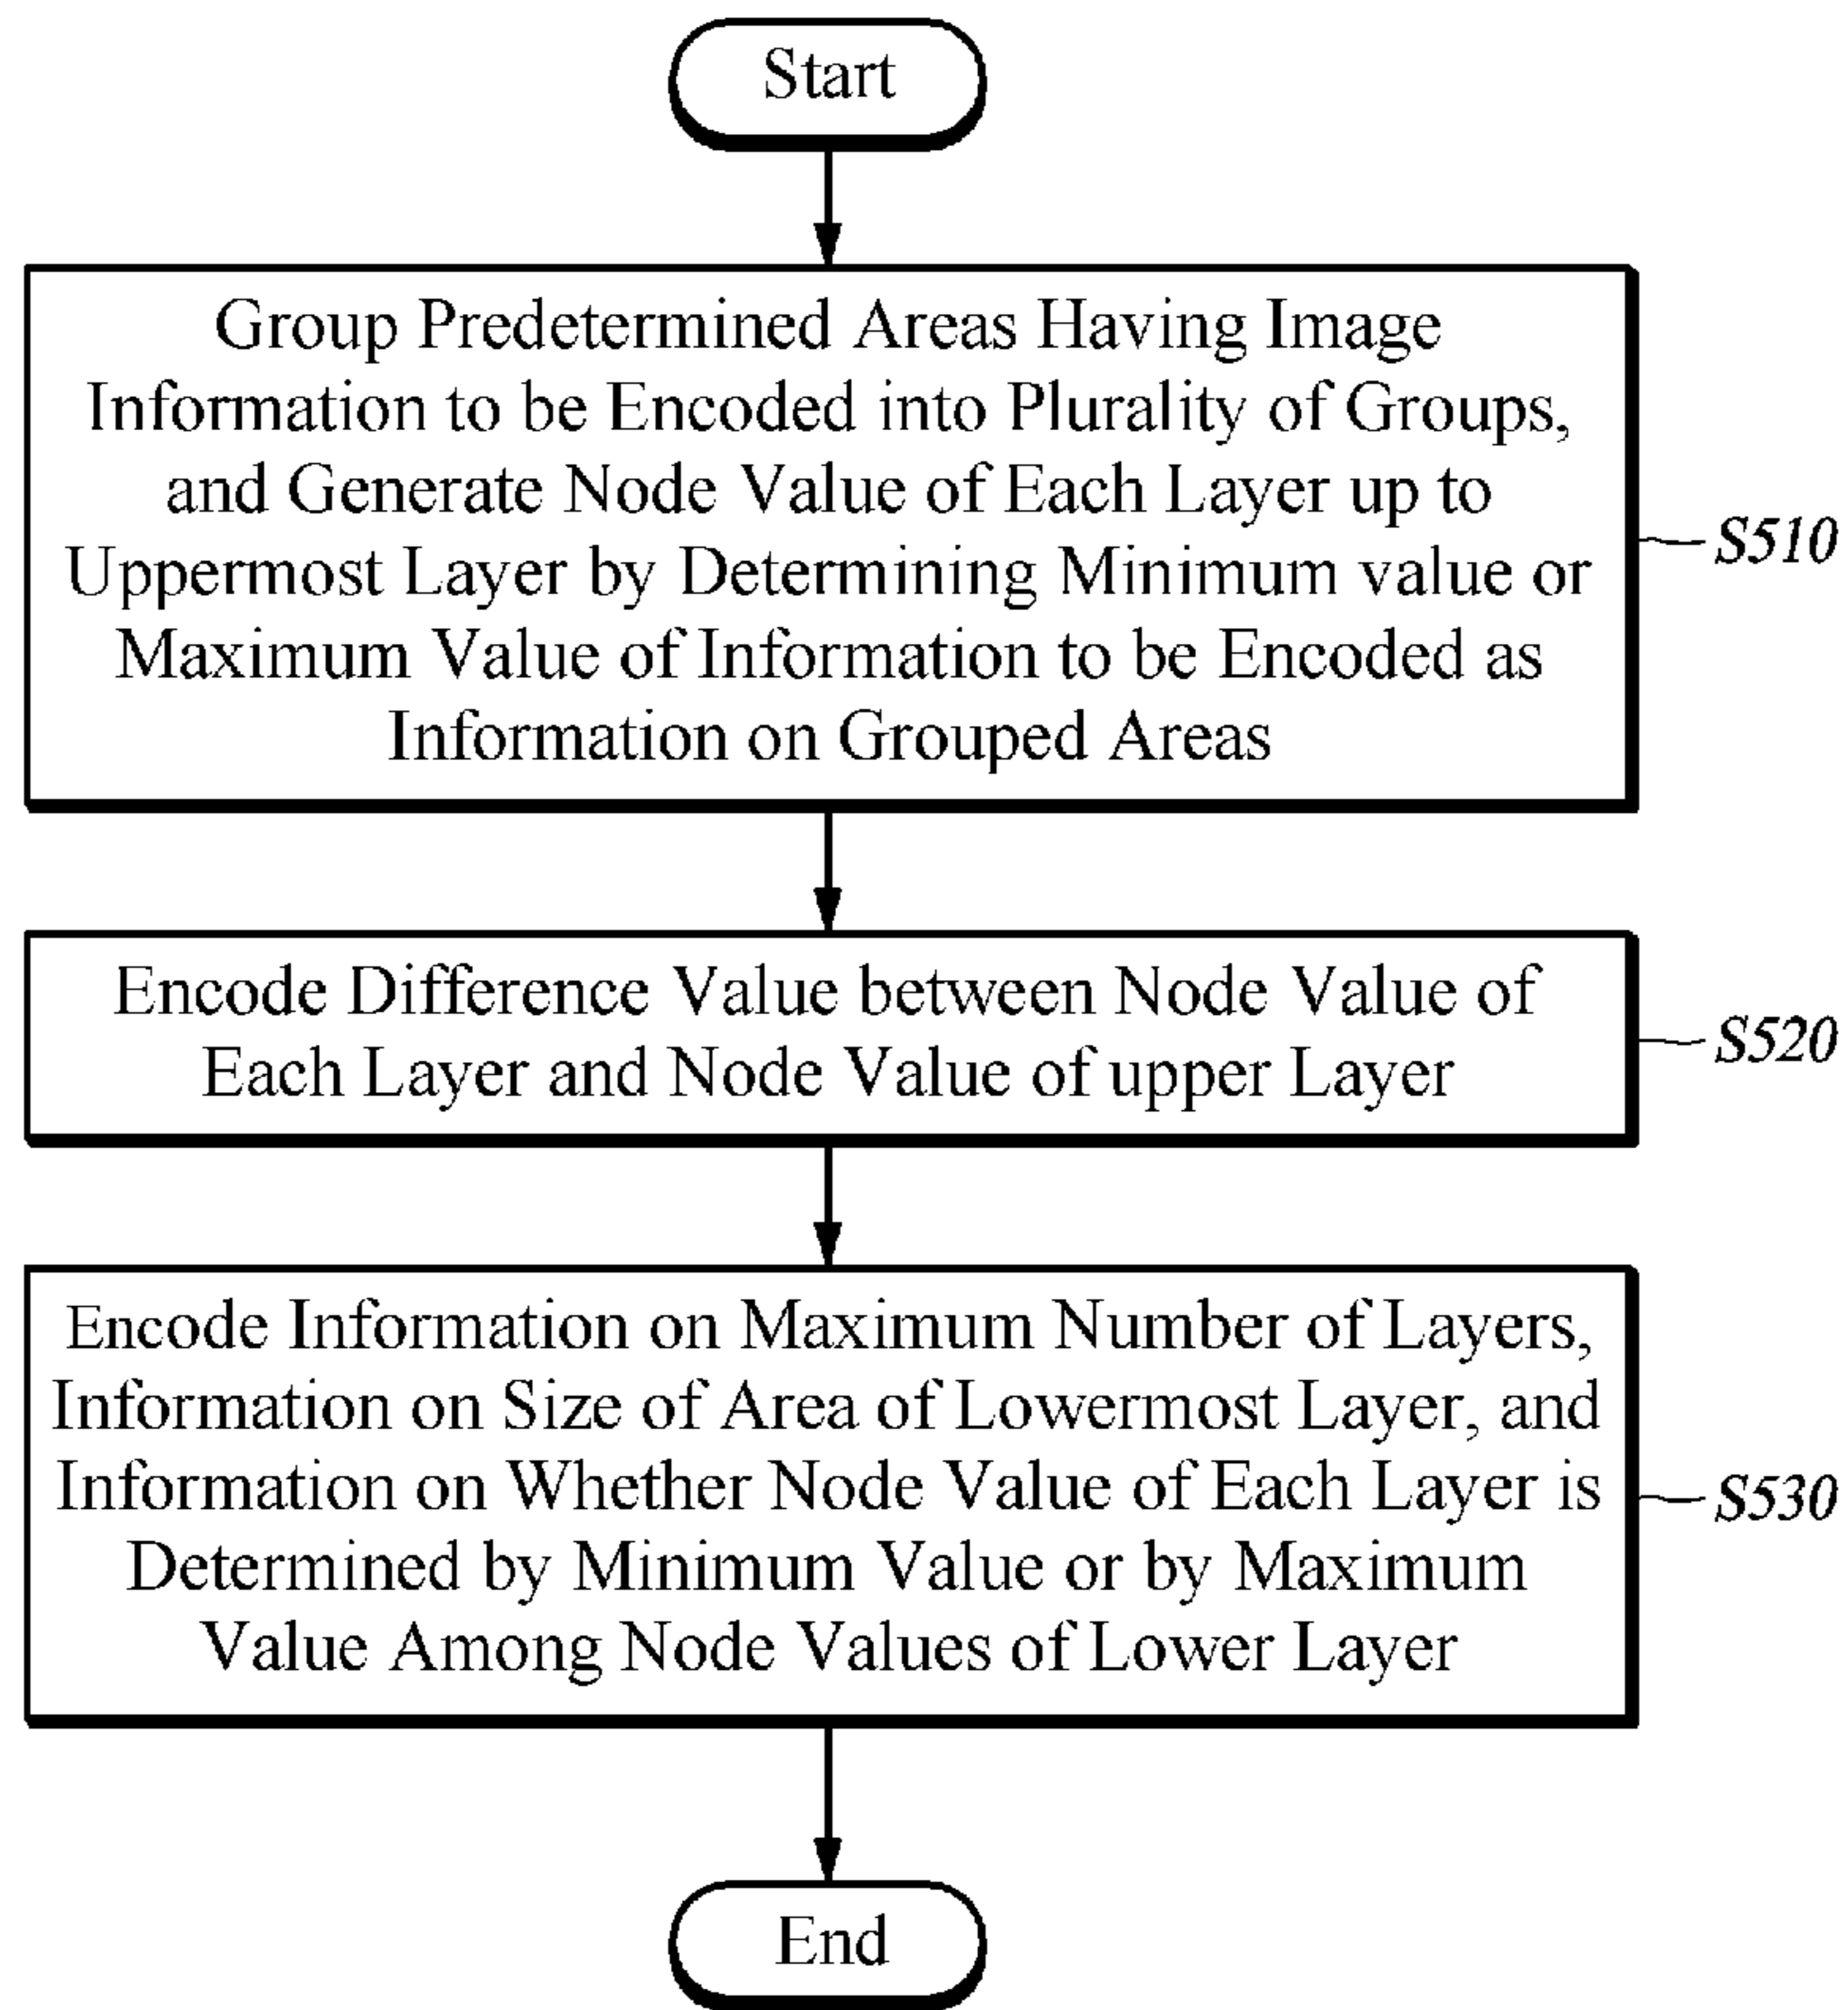 Start
Group Predetermined Areas Having Image
Information to be Encoded into Plurality of Groups,
and Generate Node Value of Each Layer up to
Uppermost Layer by Determining Minimum value or
Maximum Value of Information to be Encoded as
Information on Grouped Areas
S510
Encode Difference Value between Node Value of
Each Layer and Node Value of upper Layer
S520
Encode Information on Maximum Number of Layers,
Information on Size of Area of Lowermost Layer, and
Information on Whether Node Value of Each Layer is
Determined by Minimum Value or by Maximum
Value Among Node Values of Lower Layer
S530
End